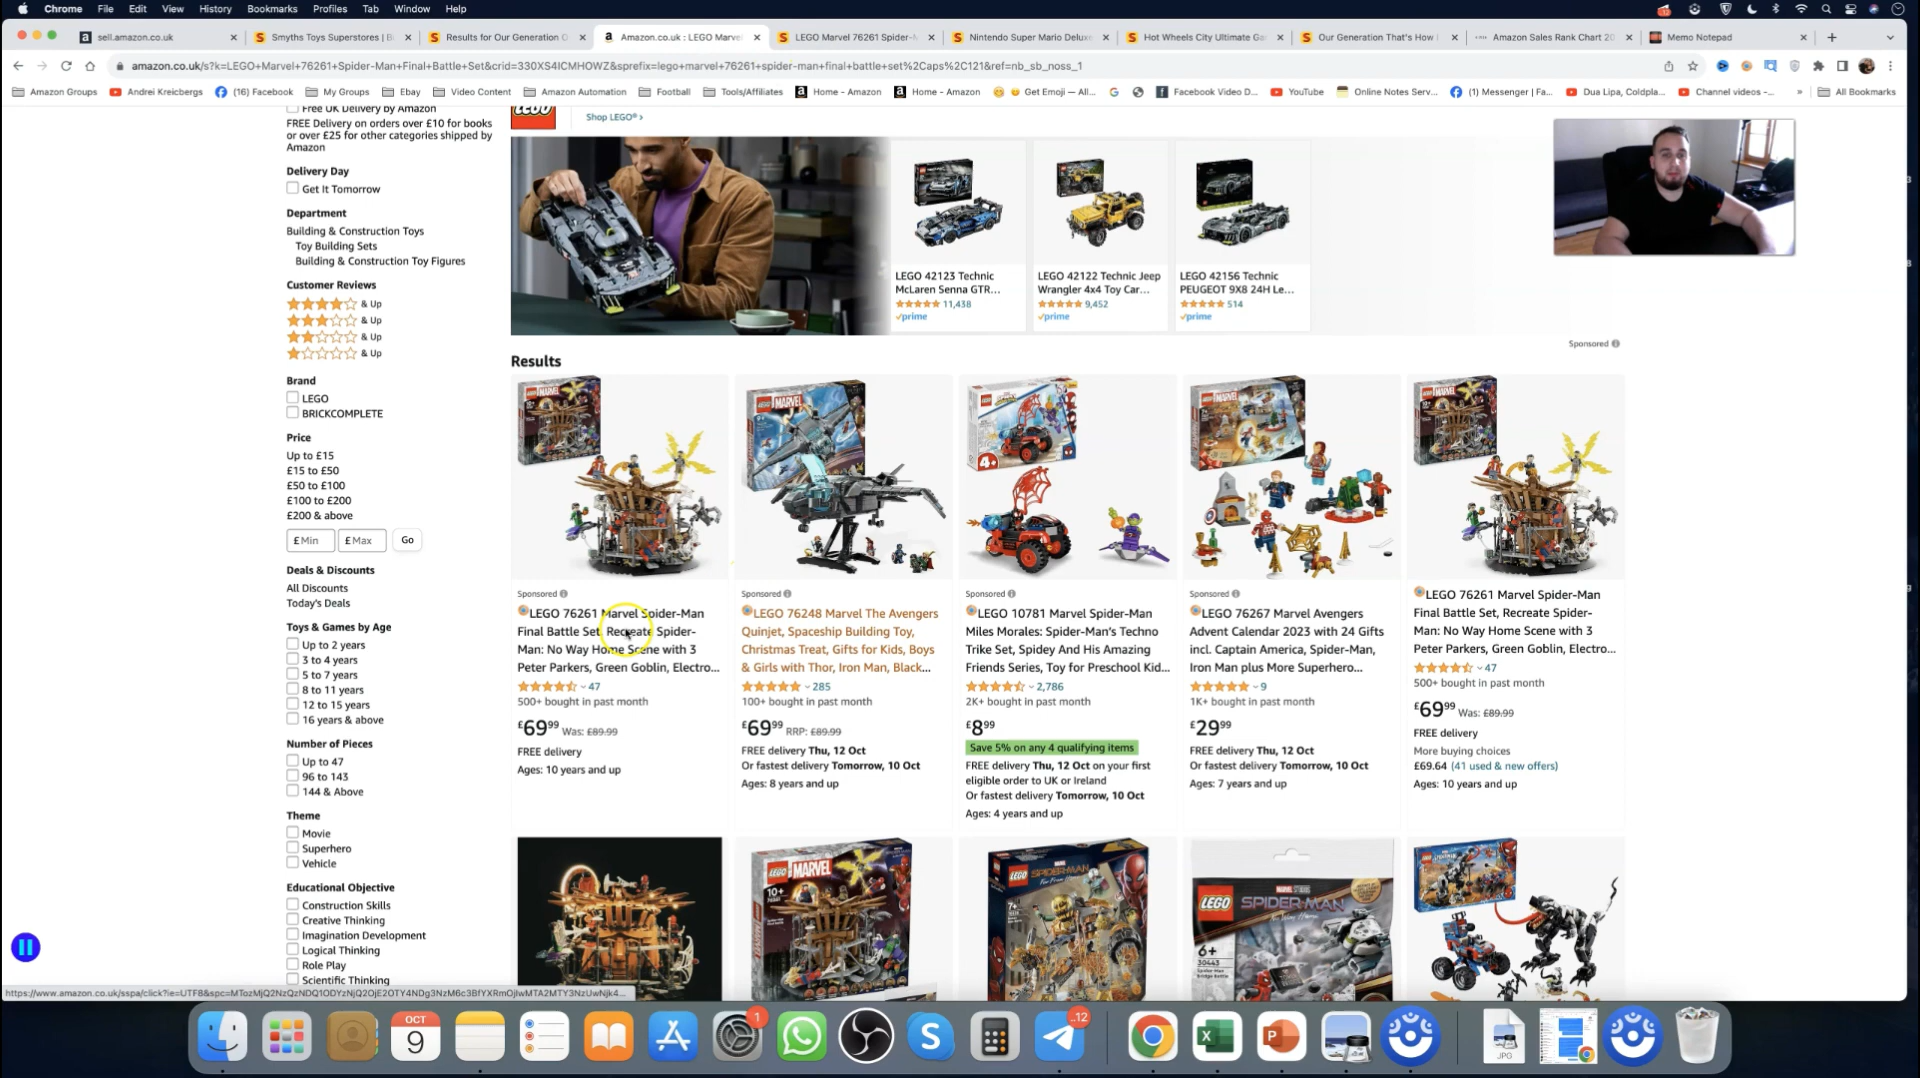 Chrome File Edit View History Bookmarks Profiles Tab Window Help
sell.amazon.co.uk
Smyths Toys Superstores | B
Results for Our Generation
Amazon.co.uk : LEGO Marve
LEGO Marvel 76261 Spider-
Nintendo Super Mario Deluxe
Hot Wheels City Ultimate Ga
Our Generation That's How
Amazon Sales Rank Chart 20
Memo Notepad
amazon.co.uk/s?k=LEGO+Marvel+76261+Spider-Man+Final+Battle+Set&crid=330XS4ICMHOWZ&sprefix=lego+marvel+76261+spider-man+final+battle+set%2Caps%2C121&ref=nb_sb_noss_1
Amazon Groups
Andrei Kreicbergs
(16) Facebook
My Groups
Ebay
Video Content
Amazon Automation
Football
Tools/Affiliates
Home - Amazon
Home - Amazon
Get Emoji — All...
Facebook Video D...
YouTube
Online Notes Serv...
(1) Messenger | Fa...
Dua Lipa, Coldpla...
Channel videos -...
»
All Bookmarks
Free UK Delivery by Amazon
FREE Delivery on orders over £10 for books
or over £25 for other categories shipped by
Amazon
Delivery Day
Get It Tomorrow
Department
Building & Construction Toys
Toy Building Sets
Building & Construction Toy Figures
Customer Reviews
& Up
& Up
& Up
& Up
Brand
LEGO
BRICKCOMPLETE
Price
Up to £15
£15 to £50
£50 to £100
£100 to £200
£200 & above
£ Min £ Max Go
Deals & Discounts
All Discounts
Today's Deals
Toys & Games by Age
Up to 2 years
3 to 4 years
5 to 7 years
8 to 11 years
12 to 15 years
16 years & above
Number of Pieces
Up to 47
96 to 143
144 & Above
Theme
Movie
Superhero
Vehicle
Educational Objective
Construction Skills
Creative Thinking
Imagination Development
Logical Thinking
Role Play
Scientific Thinking
LEGO
Shop LEGO® ›
LEGO 42123 Technic
McLaren Senna GTR...
11,438
prime
LEGO 42122 Technic Jeep
Wrangler 4x4 Toy Car...
9,452
prime
LEGO 42156 Technic
PEUGEOT 9X8 24H Le...
514
prime
Sponsored
Results
Sponsored
LEGO 76261 Marvel Spider-Man
Final Battle Set, Recreate Spider-
Man: No Way Home Scene with 3
Peter Parkers, Green Goblin, Electro...
47
500+ bought in past month
£69.99 Was: £89.99
FREE delivery
Ages: 10 years and up
Sponsored
LEGO 76248 Marvel The Avengers
Quinjet, Spaceship Building Toy,
Christmas Treat, Gifts for Kids, Boys
& Girls with Thor, Iron Man, Black...
285
100+ bought in past month
£69.99 RRP: £89.99
FREE delivery Thu, 12 Oct
Or fastest delivery Tomorrow, 10 Oct
Ages: 8 years and up
Sponsored
LEGO 10781 Marvel Spider-Man
Miles Morales: Spider-Man's Techno
Trike Set, Spidey And His Amazing
Friends Series, Toy for Preschool Kid...
2,786
2K+ bought in past month
£8.99
Save 5% on any 4 qualifying items
FREE delivery Thu, 12 Oct on your first
eligible order to UK or Ireland
Or fastest delivery Tomorrow, 10 Oct
Ages: 4 years and up
Sponsored
LEGO 76267 Marvel Avengers
Advent Calendar 2023 with 24 Gifts
incl. Captain America, Spider-Man,
Iron Man plus More Superhero...
9
1K+ bought in past month
£29.99
FREE delivery Thu, 12 Oct
Or fastest delivery Tomorrow, 10 Oct
Ages: 7 years and up
LEGO 76261 Marvel Spider-Man
Final Battle Set, Recreate Spider-
Man: No Way Home Scene with 3
Peter Parkers, Green Goblin, Electro...
47
500+ bought in past month
£69.99 Was: £89.99
FREE delivery
More buying choices
£69.64 (41 used & new offers)
Ages: 10 years and up
LEGO MARVEL
10+
LEGO SPIDER-MAN
7+
MARVEL STUDIOS
LEGO SPIDER-MAN
6+
30443
OCT
9
1
12
JPG